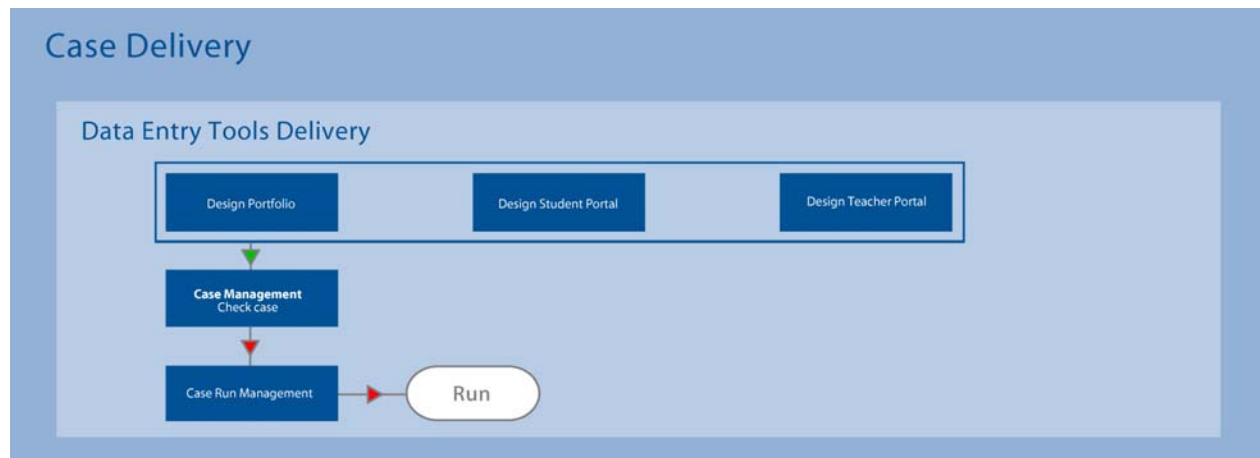 Case Delivery
Data Entry Tools Delivery
Design Portfolio
Design Student Portal
Design Teacher Portal
Case Management
Check case
Case Run Management
Run